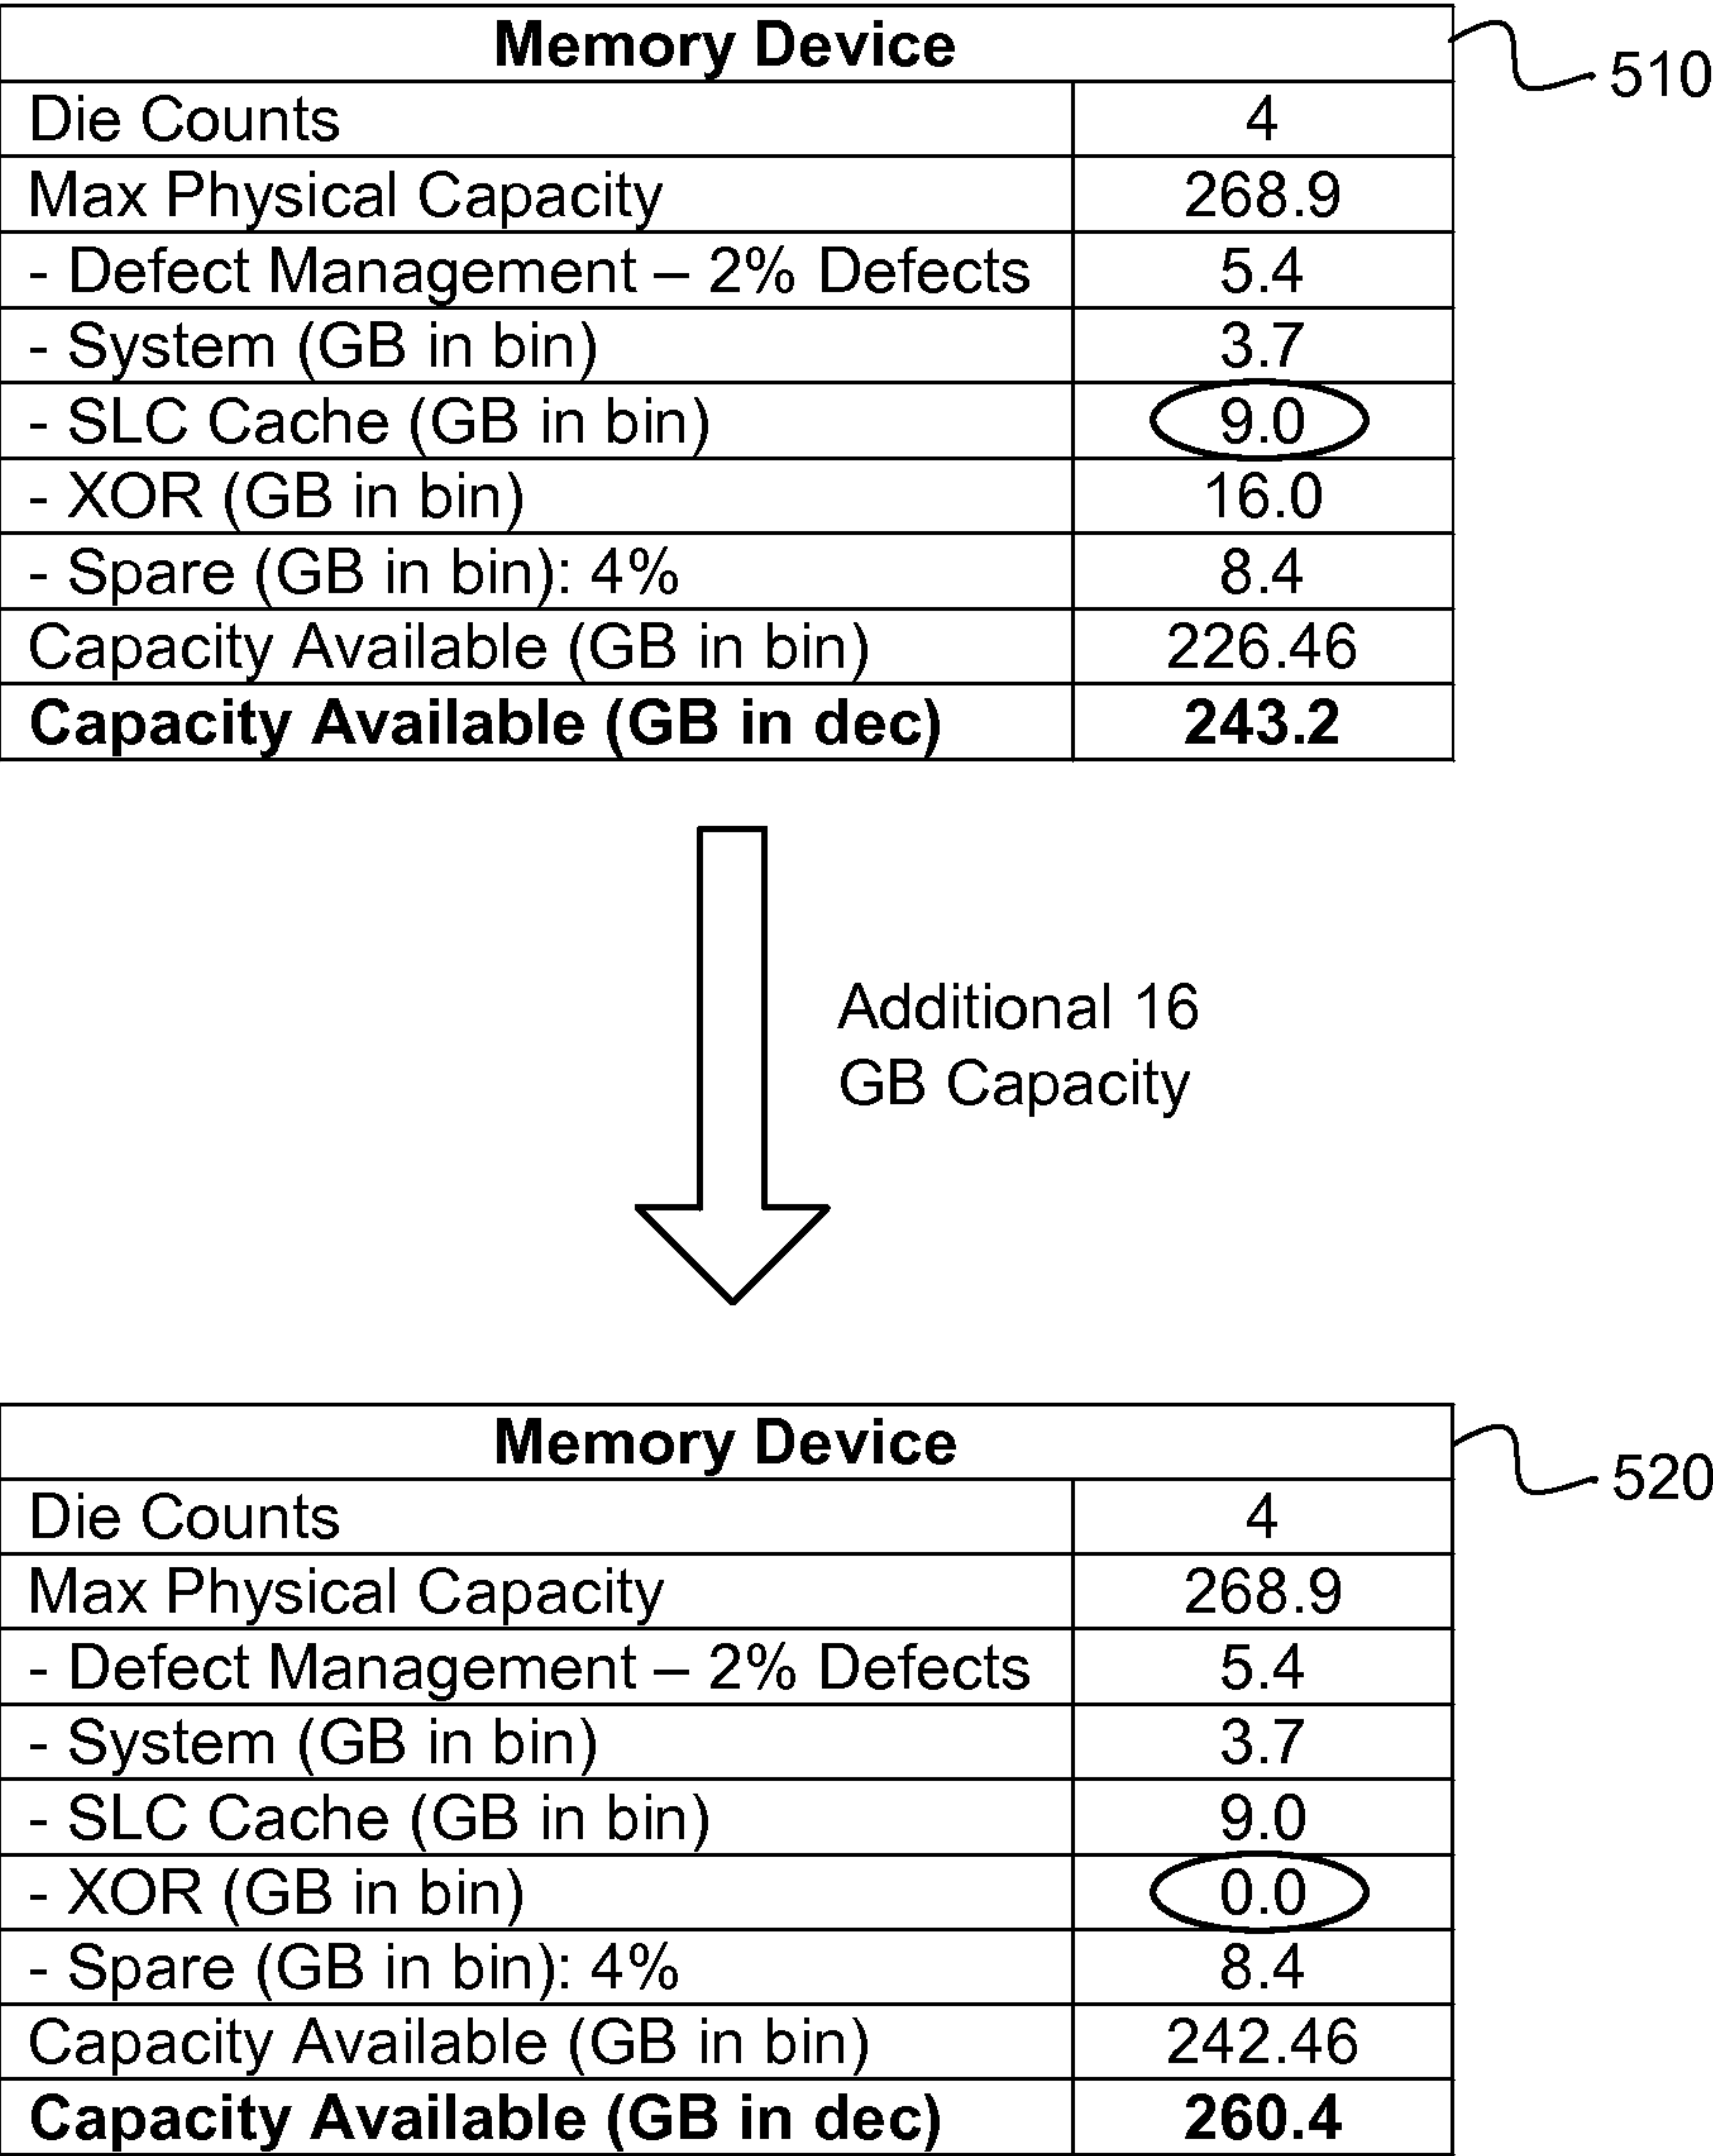 Memory Device
510
Die Counts 4
Max Physical Capacity 268.9
- Defect Management – 2% Defects 5.4
- System (GB in bin) 3.7
- SLC Cache (GB in bin) 9.0
- XOR (GB in bin) 16.0
- Spare (GB in bin): 4% 8.4
Capacity Available (GB in bin) 226.46
Capacity Available (GB in dec) 243.2
Additional 16
GB Capacity
Memory Device
520
Die Counts 4
Max Physical Capacity 268.9
- Defect Management – 2% Defects 5.4
- System (GB in bin) 3.7
- SLC Cache (GB in bin) 9.0
- XOR (GB in bin) 0.0
- Spare (GB in bin): 4% 8.4
Capacity Available (GB in bin) 242.46
Capacity Available (GB in dec) 260.4